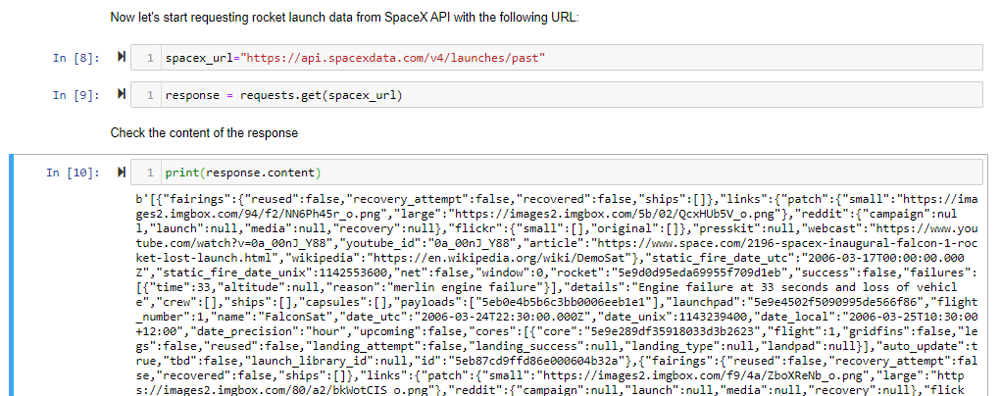 Now let's start requesting rocket launch data from SpaceX API with the following URL:
In [8]: 1 spacex_url="https://api.spacexdata.com/v4/launches/past"
In [9]: 1 response = requests.get(spacex_url)
Check the content of the response
In [10]: 1 print(response.content)
b'[{"fairings":{"reused":false,"recovery_attempt":false,"recovered":false,"ships":[]},"links":{"patch":{"small":"https://ima
ges2.imgbox.com/94/f2/NN6Ph45r_o.png","large":"https://images2.imgbox.com/5b/02/QcxHUb5V_o.png"},"reddit":{"campaign":nul
l,"launch":null,"media":null,"recovery":null},"flickr":{"small":[],"original":[]},"presskit":null,"webcast":"https://www.you
tube.com/watch?v=0a_00nJ_Y88","youtube_id":"0a_00nJ_Y88","article":"https://www.space.com/2196-spacex-inaugural-falcon-1-roc
ket-lost-launch.html","wikipedia":"https://en.wikipedia.org/wiki/DemoSat"},"static_fire_date_utc":"2006-03-17T00:00:00.000
Z","static_fire_date_unix":1142553600,"net":false,"window":0,"rocket":"5e9d0d95eda69955f709d1eb","success":false,"failures":
[{"time":33,"altitude":null,"reason":"merlin engine failure"}],"details":"Engine failure at 33 seconds and loss of vehicl
e","crew":[],"ships":[],"capsules":[],"payloads":["5eb0e4b5b6c3bb0006eeb1e1"],"launchpad":"5e9e4502f5090995de566f86","flight
_number":1,"name":"FalconSat","date_utc":"2006-03-24T22:30:00.000Z","date_unix":1143239400,"date_local":"2006-03-25T10:30:00
+12:00","date_precision":"hour","upcoming":false,"cores":[{"core":"5e9e289df35918033d3b2623","flight":1,"gridfins":false,"le
gs":false,"reused":false,"landing_attempt":false,"landing_success":null,"landing_type":null,"landpad":null}],"auto_update":t
rue,"tbd":false,"launch_library_id":null,"id":"5eb87cd9ffd86e000604b32a"},{"fairings":{"reused":false,"recovery_attempt":fal
se,"recovered":false,"ships":[]},"links":{"patch":{"small":"https://images2.imgbox.com/f9/4a/ZboXReNb_o.png","large":"http
s://images2.imgbox.com/80/a2/bkWotCIS_o.png"},"reddit":{"campaign":null,"launch":null,"media":null,"recovery":null},"flick